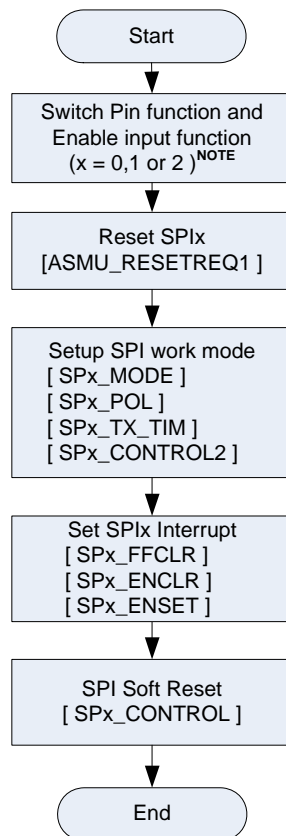 Start
Switch Pin function and
Enable input function
(x = 0,1 or 2 )NOTE
Reset SPIx
[ASMU_RESETREQ1 ]
Setup SPI work mode
[ SPx_MODE ]
[ SPx_POL ]
[ SPx_TX_TIM ]
[ SPx_CONTROL2 ]
Set SPIx Interrupt
[ SPx_FFCLR ]
[ SPx_ENCLR ]
[ SPx_ENSET ]
SPI Soft Reset
[ SPx_CONTROL ]
End